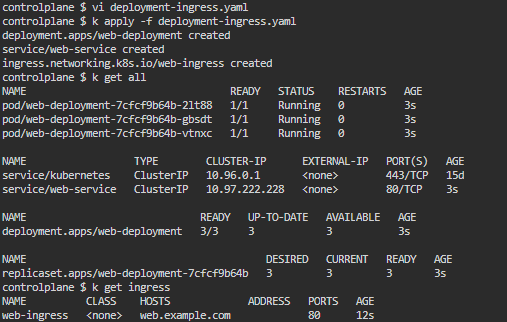 controlplane $ vi deployment-ingress.yaml
controlplane $ k apply -f deployment-ingress.yaml
deployment.apps/web-deployment created
service/web-service created
ingress.networking.k8s.io/web-ingress created
controlplane $ k get all
NAME READY STATUS RESTARTS AGE
pod/web-deployment-7cfcf9b64b-2lt88 1/1 Running 0 3s
pod/web-deployment-7cfcf9b64b-gbsdt 1/1 Running 0 3s
pod/web-deployment-7cfcf9b64b-vtnxc 1/1 Running 0 3s
NAME TYPE CLUSTER-IP EXTERNAL-IP PORT(S) AGE
service/kubernetes ClusterIP 10.96.0.1 <none> 443/TCP 15d
service/web-service ClusterIP 10.97.222.228 <none> 80/TCP 3s
NAME READY UP-TO-DATE AVAILABLE AGE
deployment.apps/web-deployment 3/3 3 3 3s
NAME DESIRED CURRENT READY AGE
replicaset.apps/web-deployment-7cfcf9b64b 3 3 3 3s
controlplane $ k get ingress
NAME CLASS HOSTS ADDRESS PORTS AGE
web-ingress <none> web.example.com 80 12s